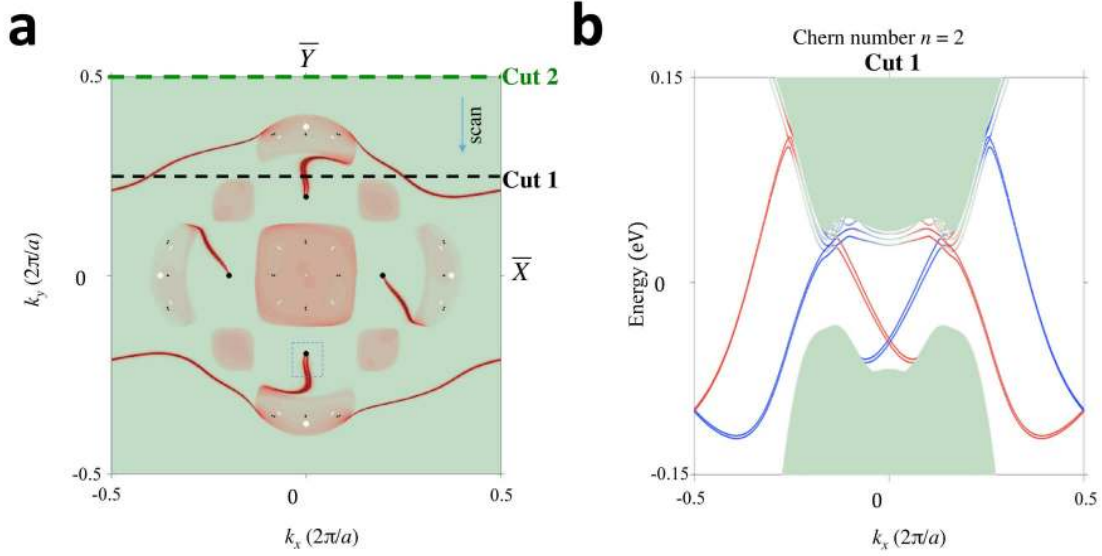 a
Y
0.5
Cut 2
scan
Cut 1
k_y (2π/a)
0
X
-0.5
-0.5
0
0.5
k_x (2π/a)
b
Chern number n = 2
Cut 1
0.15
Energy (eV)
0
-0.15
-0.5
0
0.5
k_x (2π/a)